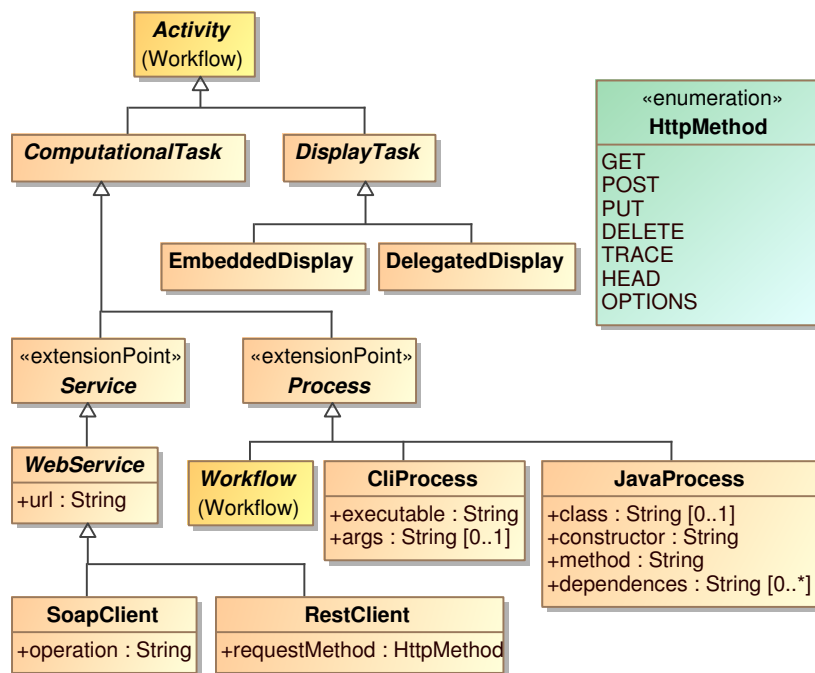 Activity
(Workflow)
«enumeration»
HttpMethod
GET
POST
PUT
DELETE
TRACE
HEAD
OPTIONS
ComputationalTask
DisplayTask
EmbeddedDisplay
DelegatedDisplay
«extensionPoint»
Service
«extensionPoint»
Process
WebService
+url : String
Workflow
(Workflow)
CliProcess
+executable : String
+args : String [0..1]
JavaProcess
+class : String [0..1]
+constructor : String
+method : String
+dependences : String [0..*]
SoapClient
+operation : String
RestClient
+requestMethod : HttpMethod